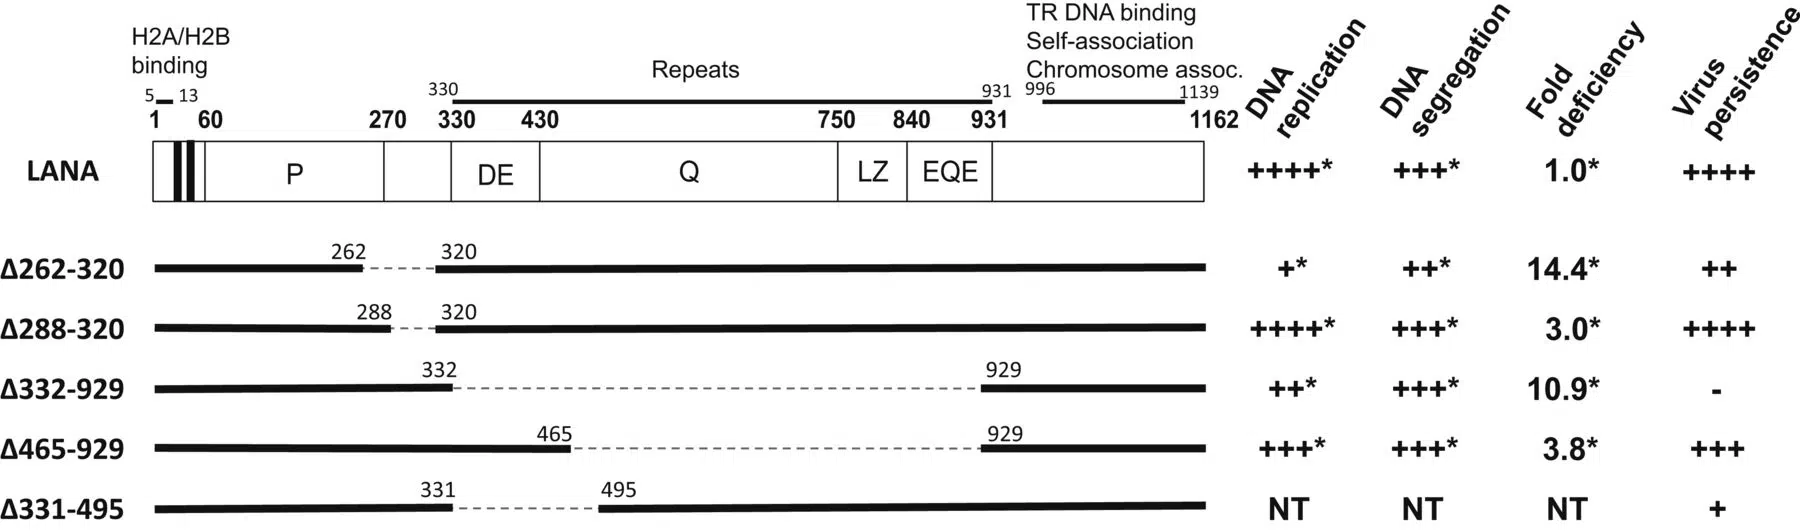 H2A/H2B
binding
Repeats
TR DNA binding
Self-association
Chromosome assoc.
DNA
replication
DNA
segregation
Fold
deficiency
Virus
persistence
5 13 330 931 996 1139
1 60 270 330 430 750 840 931 1162
LANA P DE Q LZ EQE ++++* +++* 1.0* ++++
262 320
Δ262-320 +* ++* 14.4* ++
288 320
Δ288-320 ++++* +++* 3.0* ++++
332 929
Δ332-929 ++* +++* 10.9* -
465 929
Δ465-929 +++* +++* 3.8* +++
331 495
Δ331-495 NT NT NT +